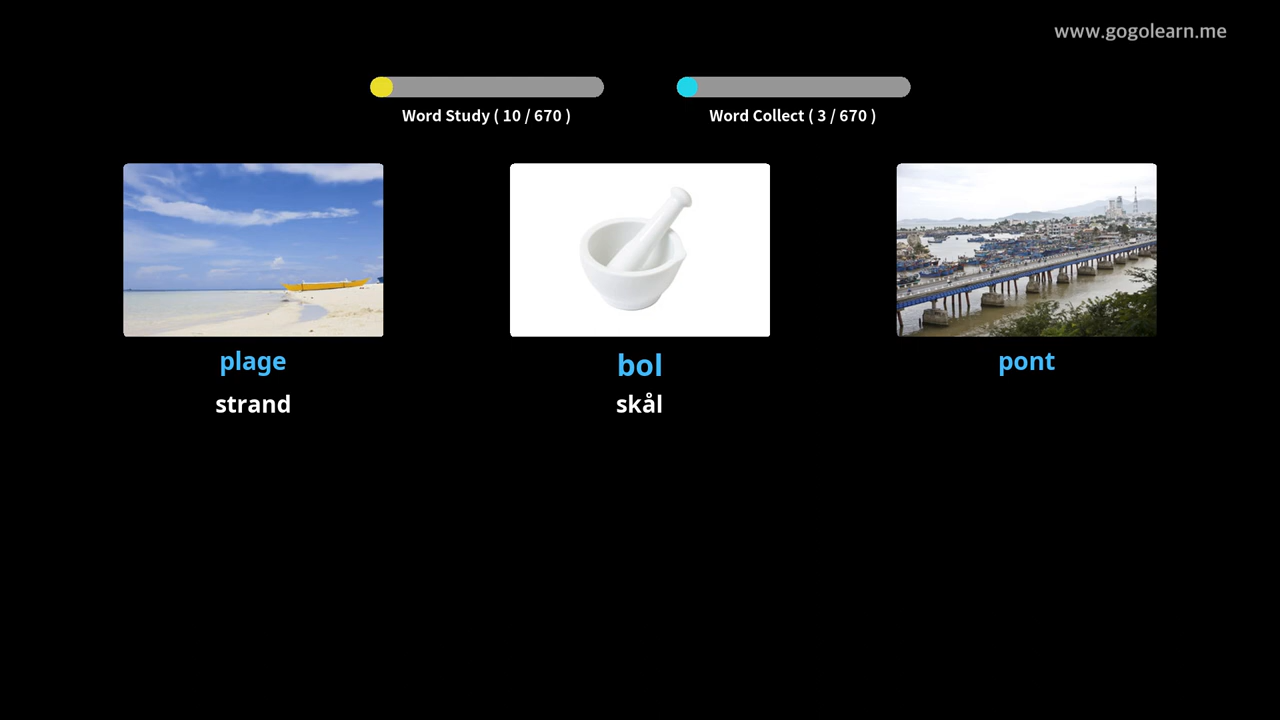 www.gogolearn.me
Word Study ( 10 / 670 )
Word Collect ( 3 / 670 )
plage
bol
pont
strand
skål